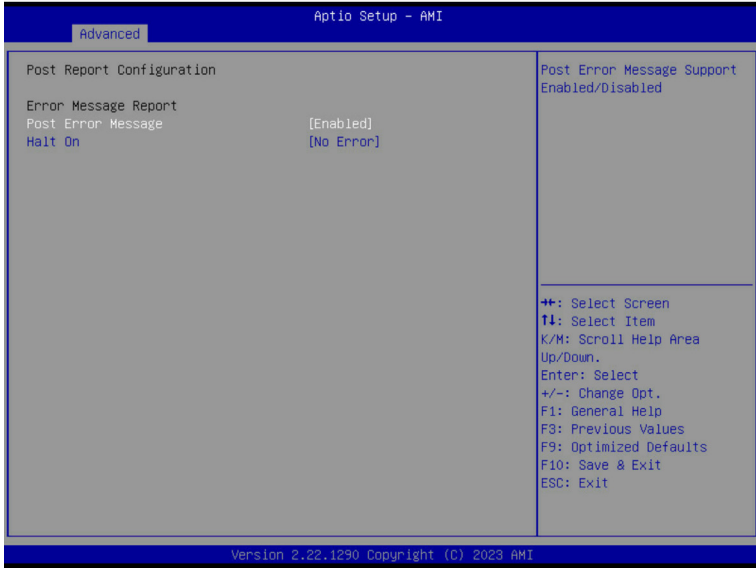 Aptio Setup – AMI
Advanced
Post Report Configuration
Error Message Report
Post Error Message [Enabled]
Halt On [No Error]
Post Error Message Support
Enabled/Disabled
→←: Select Screen
↑↓: Select Item
K/M: Scroll Help Area
Up/Down.
Enter: Select
+/-: Change Opt.
F1: General Help
F3: Previous Values
F9: Optimized Defaults
F10: Save & Exit
ESC: Exit
Version 2.22.1290 Copyright (C) 2023 AMI